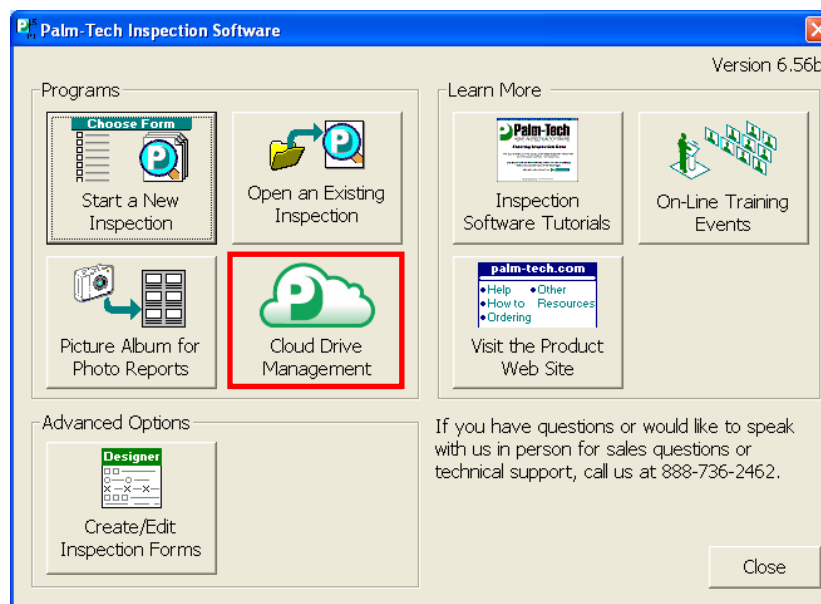 Palm-Tech Inspection Software
Version 6.56b
Programs
Choose Form
Start a New
Inspection
Open an Existing
Inspection
Picture Album for
Photo Reports
Cloud Drive
Management
Learn More
Palm-Tech
Inspection
Software Tutorials
On-Line Training
Events
palm-tech.com
•Help •Other
•How to Resources
•Ordering
Visit the Product
Web Site
Advanced Options
Designer
Create/Edit
Inspection Forms
If you have questions or would like to speak
with us in person for sales questions or
technical support, call us at 888-736-2462.
Close